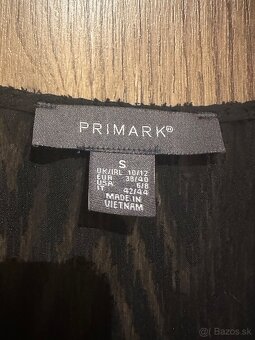 PRIMARK®
S
UK/IRL 10/12
EUR 38/40
USA 6/8
IT 42/44
MADE IN
VIETNAM
Bazos.sk